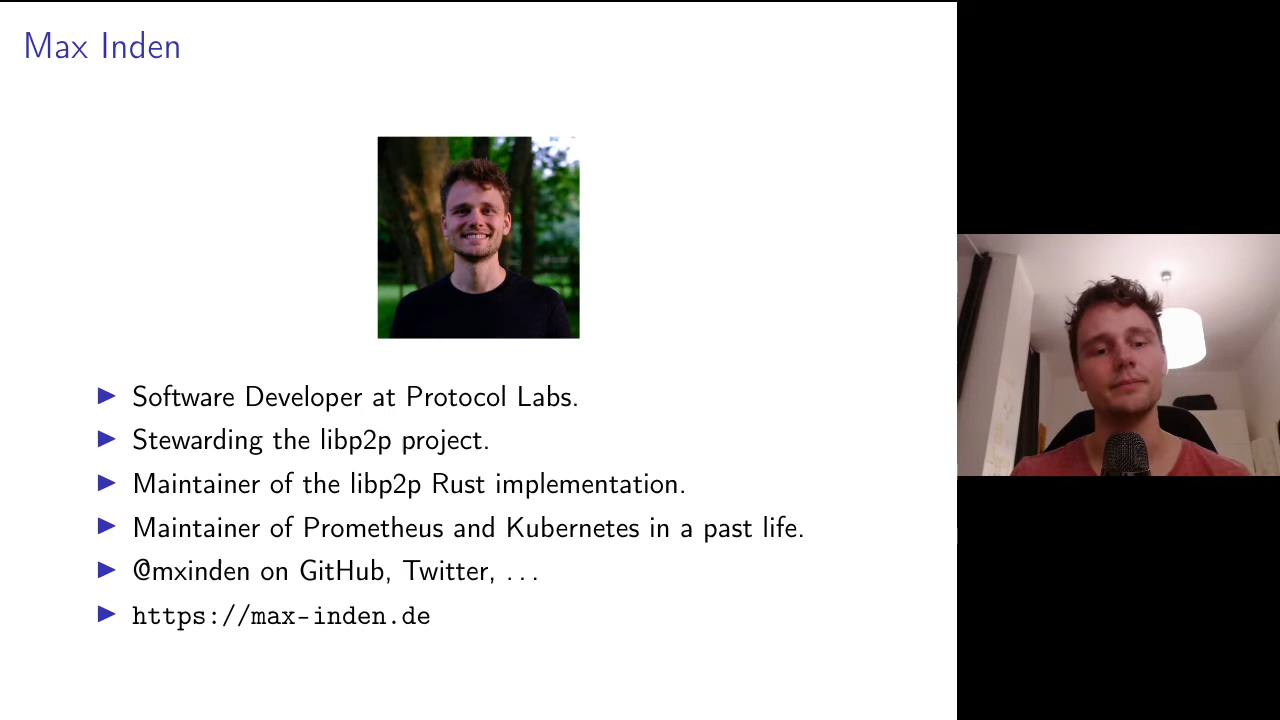 Max Inden
Software Developer at Protocol Labs.
Stewarding the libp2p project.
Maintainer of the libp2p Rust implementation.
Maintainer of Prometheus and Kubernetes in a past life.
@mxinden on GitHub, Twitter, . . .
https://max-inden.de